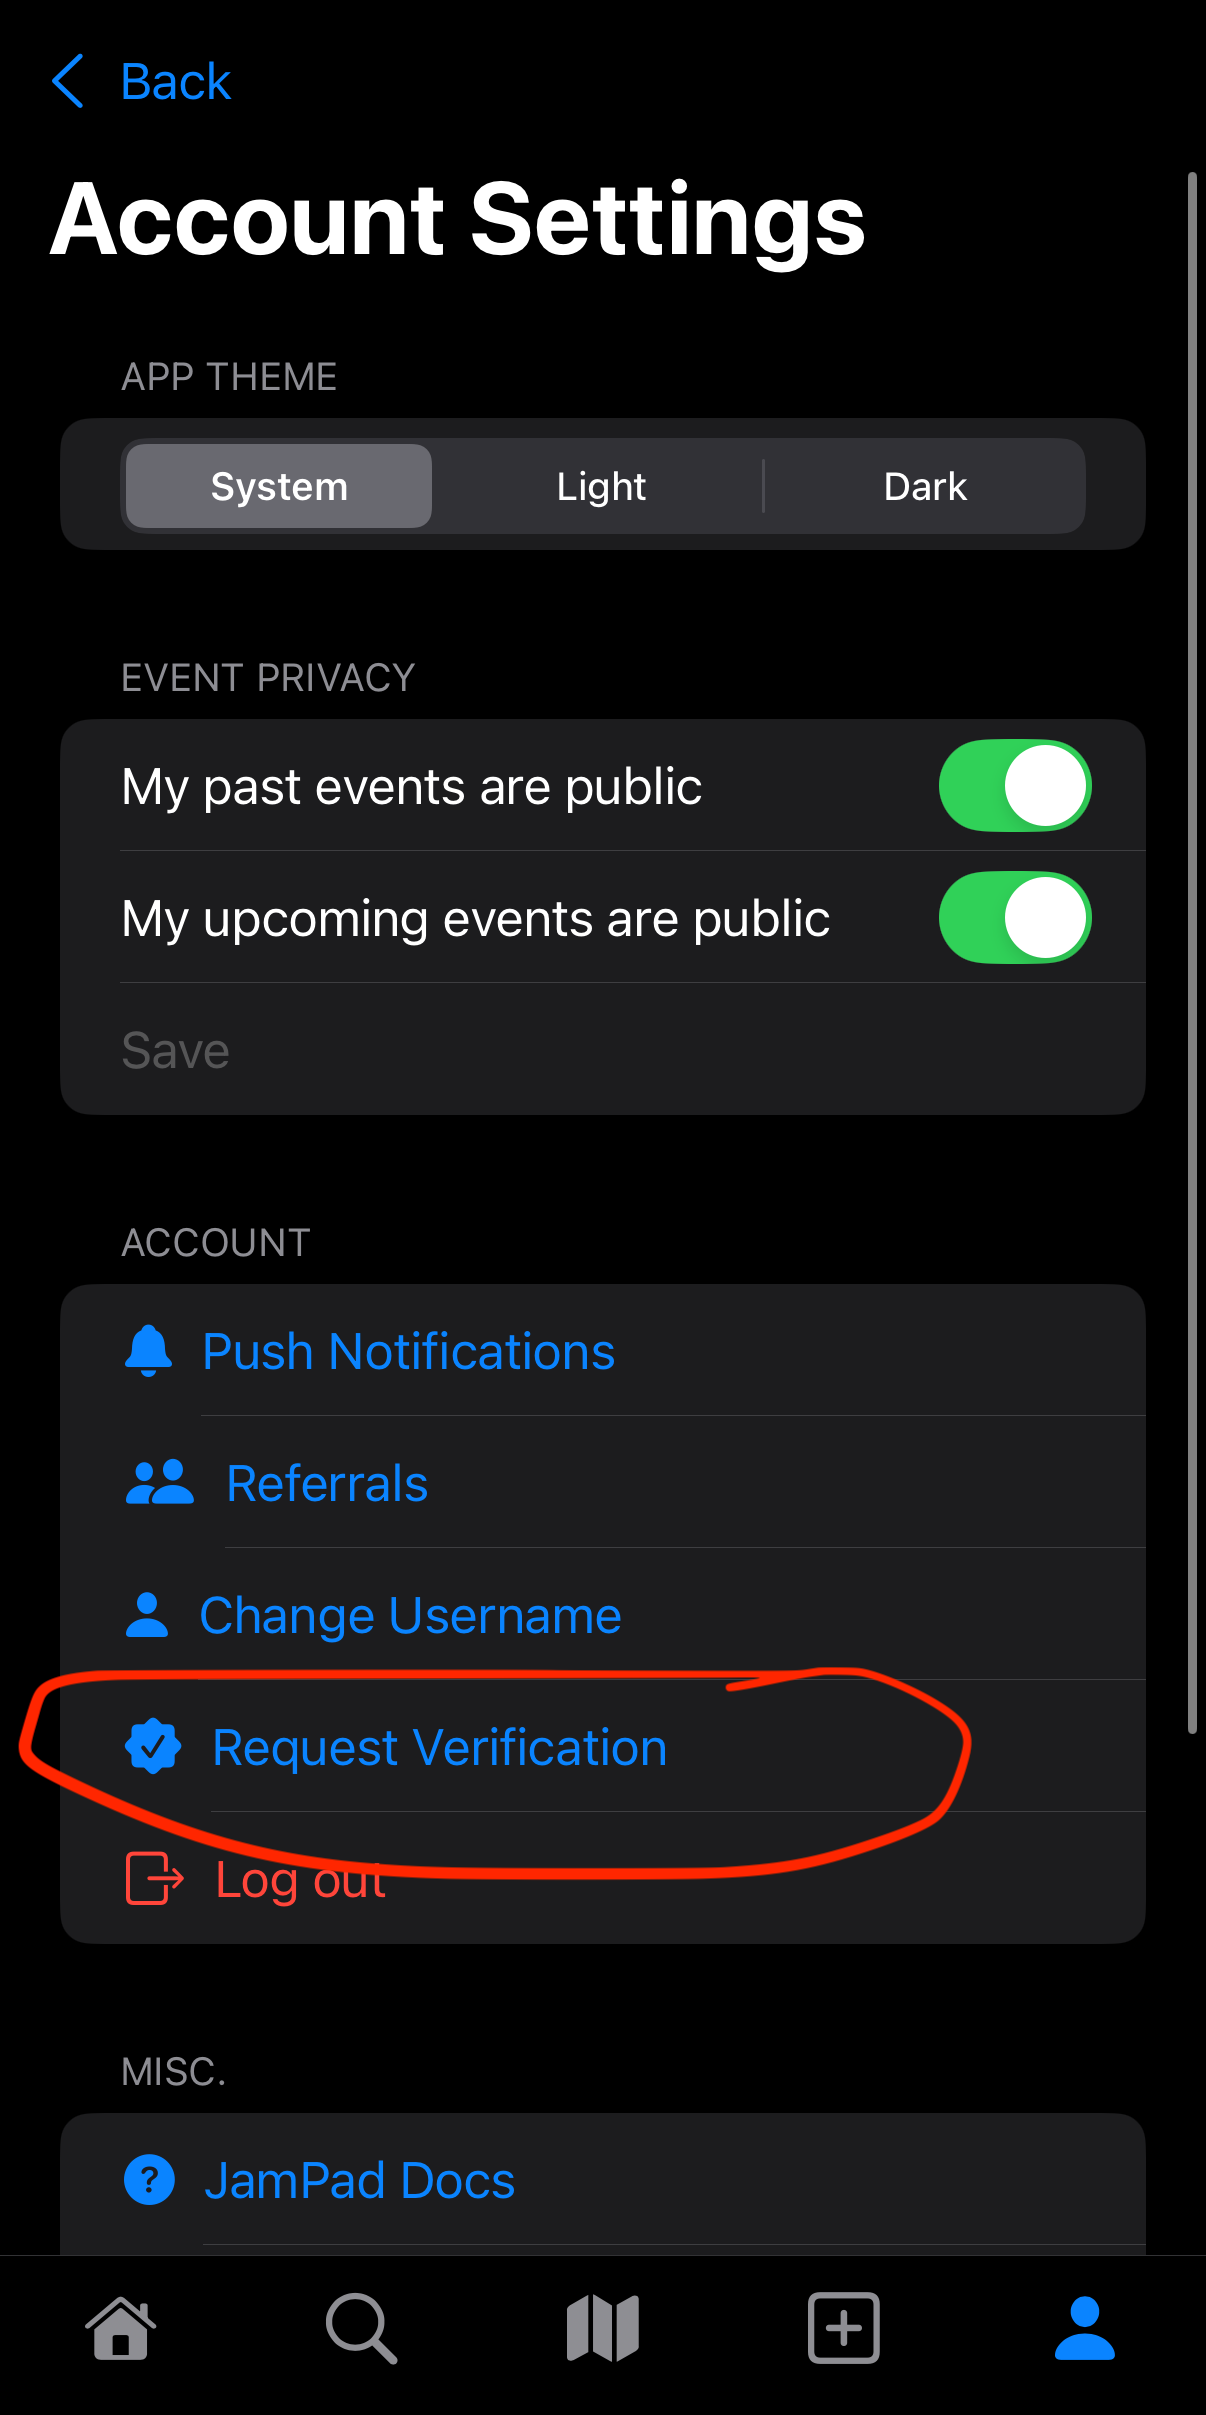 Back
Account Settings
APP THEME
System Light Dark
EVENT PRIVACY
My past events are public
My upcoming events are public
Save
ACCOUNT
Push Notifications
Referrals
Change Username
Request Verification
Log out
MISC.
JamPad Docs